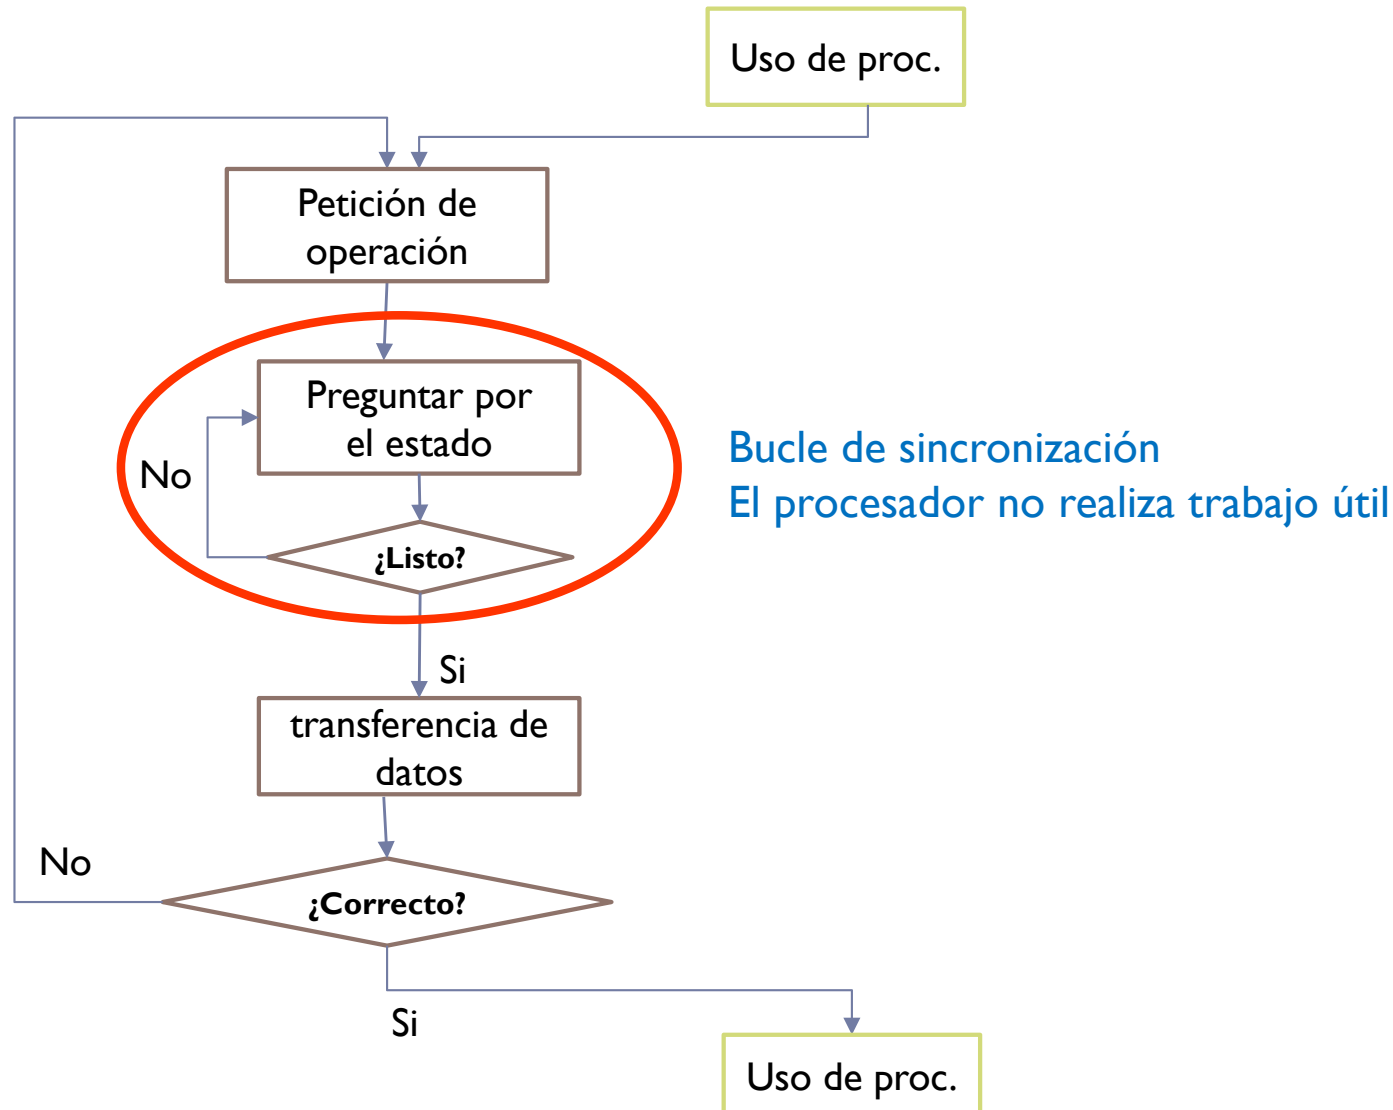 Uso de proc.
Petición de
operación
Preguntar por
el estado
No
¿Listo?
Bucle de sincronización
El procesador no realiza trabajo útil
Si
transferencia de
datos
No
¿Correcto?
Si
Uso de proc.